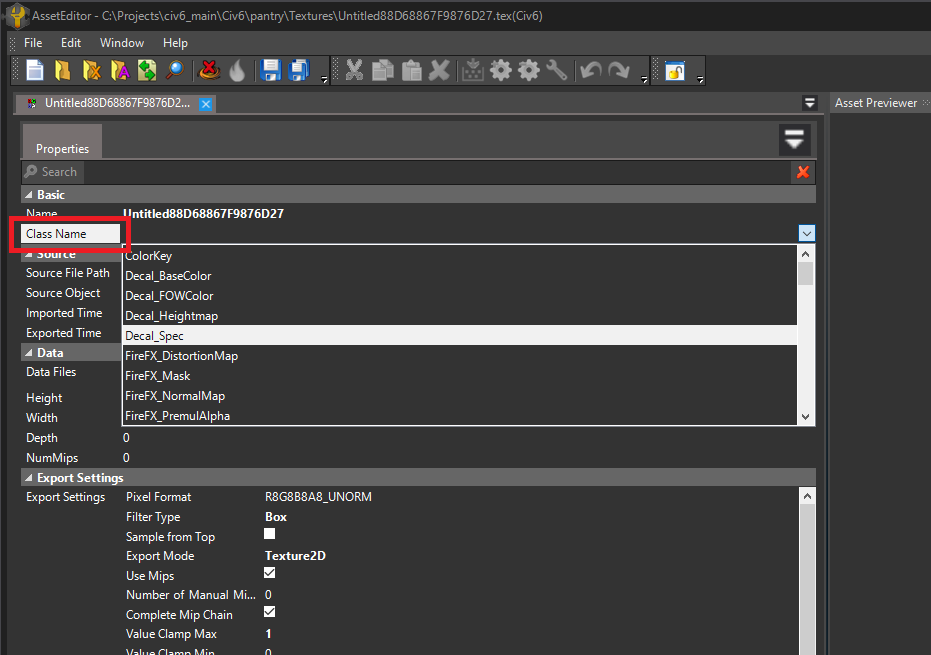 AssetEditor - C:\Projects\civ6_main\Civ6\pantry\Textures\Untitled88D68867F9876D27.tex(Civ6)
File Edit Window Help
Untitled88D68867F9876D2... Asset Previewer
Properties
Search
Basic
Name Untitled88D68867F9876D27
Class Name
Source
ColorKey
Source File Path Decal_BaseColor
Source Object Decal_FOWColor
Imported Time Decal_Heightmap
Exported Time Decal_Spec
Data FireFX_DistortionMap
Data Files FireFX_Mask
Height FireFX_NormalMap
Width FireFX_PremulAlpha
Depth 0
NumMips 0
Export Settings
Export Settings Pixel Format R8G8B8A8_UNORM
Filter Type Box
Sample from Top
Export Mode Texture2D
Use Mips
Number of Manual Mi... 0
Complete Mip Chain
Value Clamp Max 1
Value Clamp Min 0